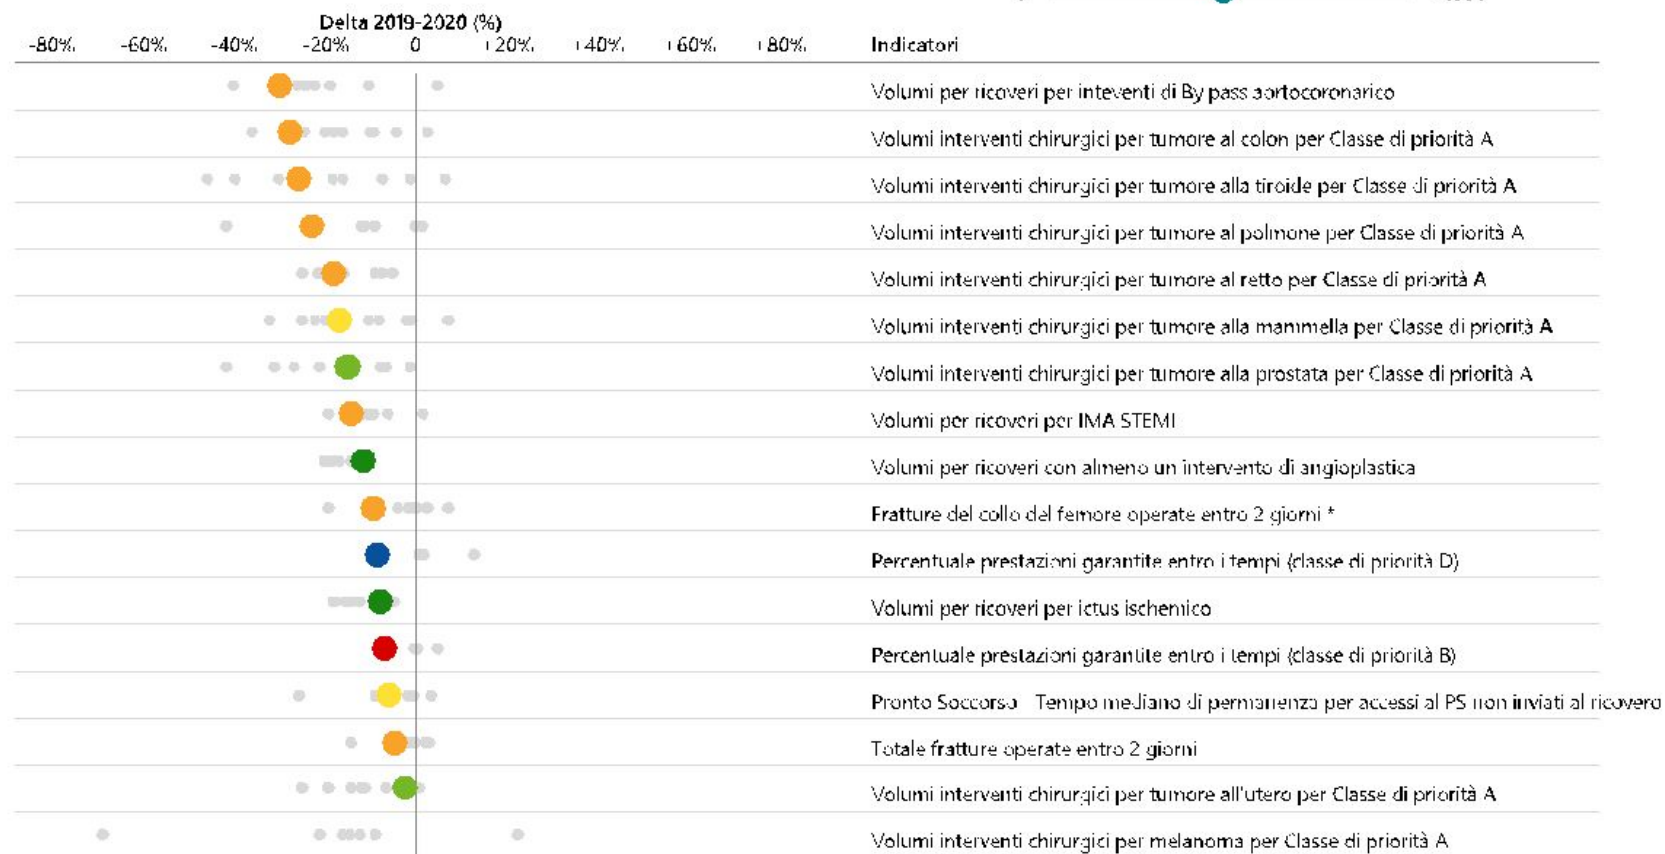 Delta 2019-2020 (%)
-80% -60% -40% -20% 0 +20% +40% +60% +80% Indicatori
Volumi per ricoveri per inteventi di By pass aortocoronarico
Volumi interventi chirurgici per tumore al colon per Classe di priorità A
Volumi interventi chirurgici per tumore alla tiroide per Classe di priorità A
Volumi interventi chirurgici per tumore al polmone per Classe di priorità A
Volumi interventi chirurgici per tumore al retto per Classe di priorità A
Volumi interventi chirurgici per tumore alla mammella per Classe di priorità A
Volumi interventi chirurgici per tumore alla prostata per Classe di priorità A
Volumi per ricoveri per IMA STEMI
Volumi per ricoveri con almeno un intervento di angioplastica
Fratture del collo del femore operate entro 2 giorni *
Percentuale prestazioni garantite entro i tempi (classe di priorità D)
Volumi per ricoveri per ictus ischemico
Percentuale prestazioni garantite entro i tempi (classe di priorità B)
Pronto Soccorso - Tempo mediano di permanenza per accessi al PS non inviati al ricovero
Totale fratture operate entro 2 giorni
Volumi interventi chirurgici per tumore all'utero per Classe di priorità A
Volumi interventi chirurgici per melanoma per Classe di priorità A